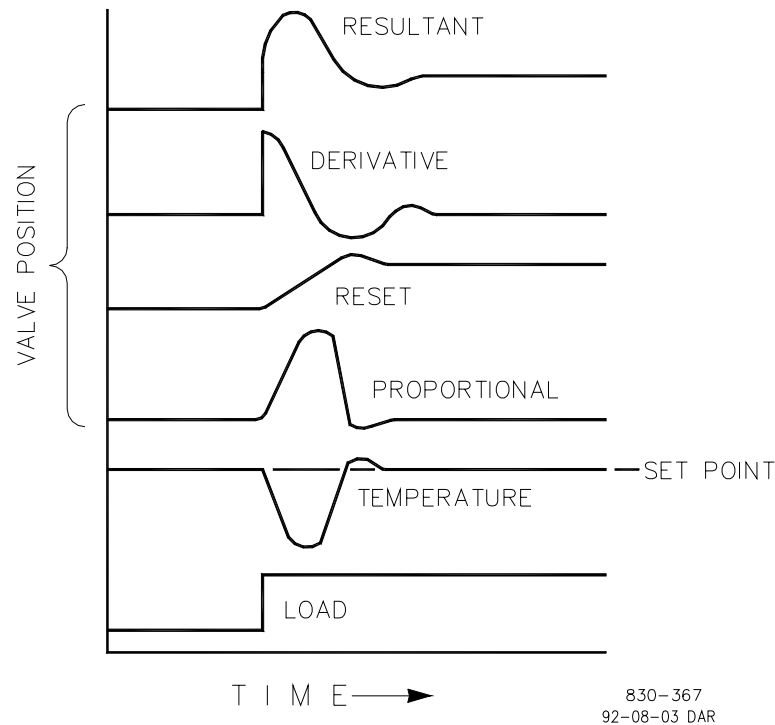 RESULTANT
DERIVATIVE
VALVE POSITION
RESET
PROPORTIONAL
SET POINT
TEMPERATURE
LOAD
TIME
830-367
92-08-03 DAR